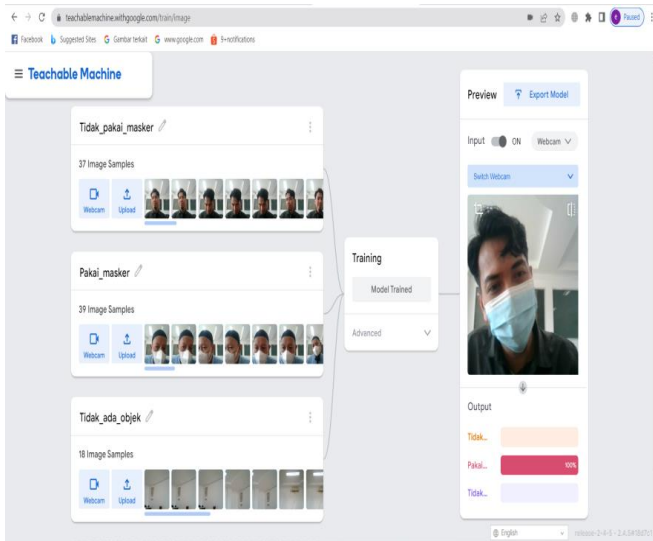 teachablemachine.withgoogle.com/train/image
Paused
Facebook
Suggested Sites
Gambar terkait
www.google.com
9+notifications
Teachable Machine
Tidak_pakai_masker
37 Image Samples
Webcam
Upload
Pakai_masker
39 Image Samples
Webcam
Upload
Tidak_ada_objek
18 Image Samples
Webcam
Upload
Training
Model Trained
Advanced
Preview
Export Model
Input
ON
Webcam
Switch Webcam
Output
Tidak...
Pakai...
100%
Tidak...
English